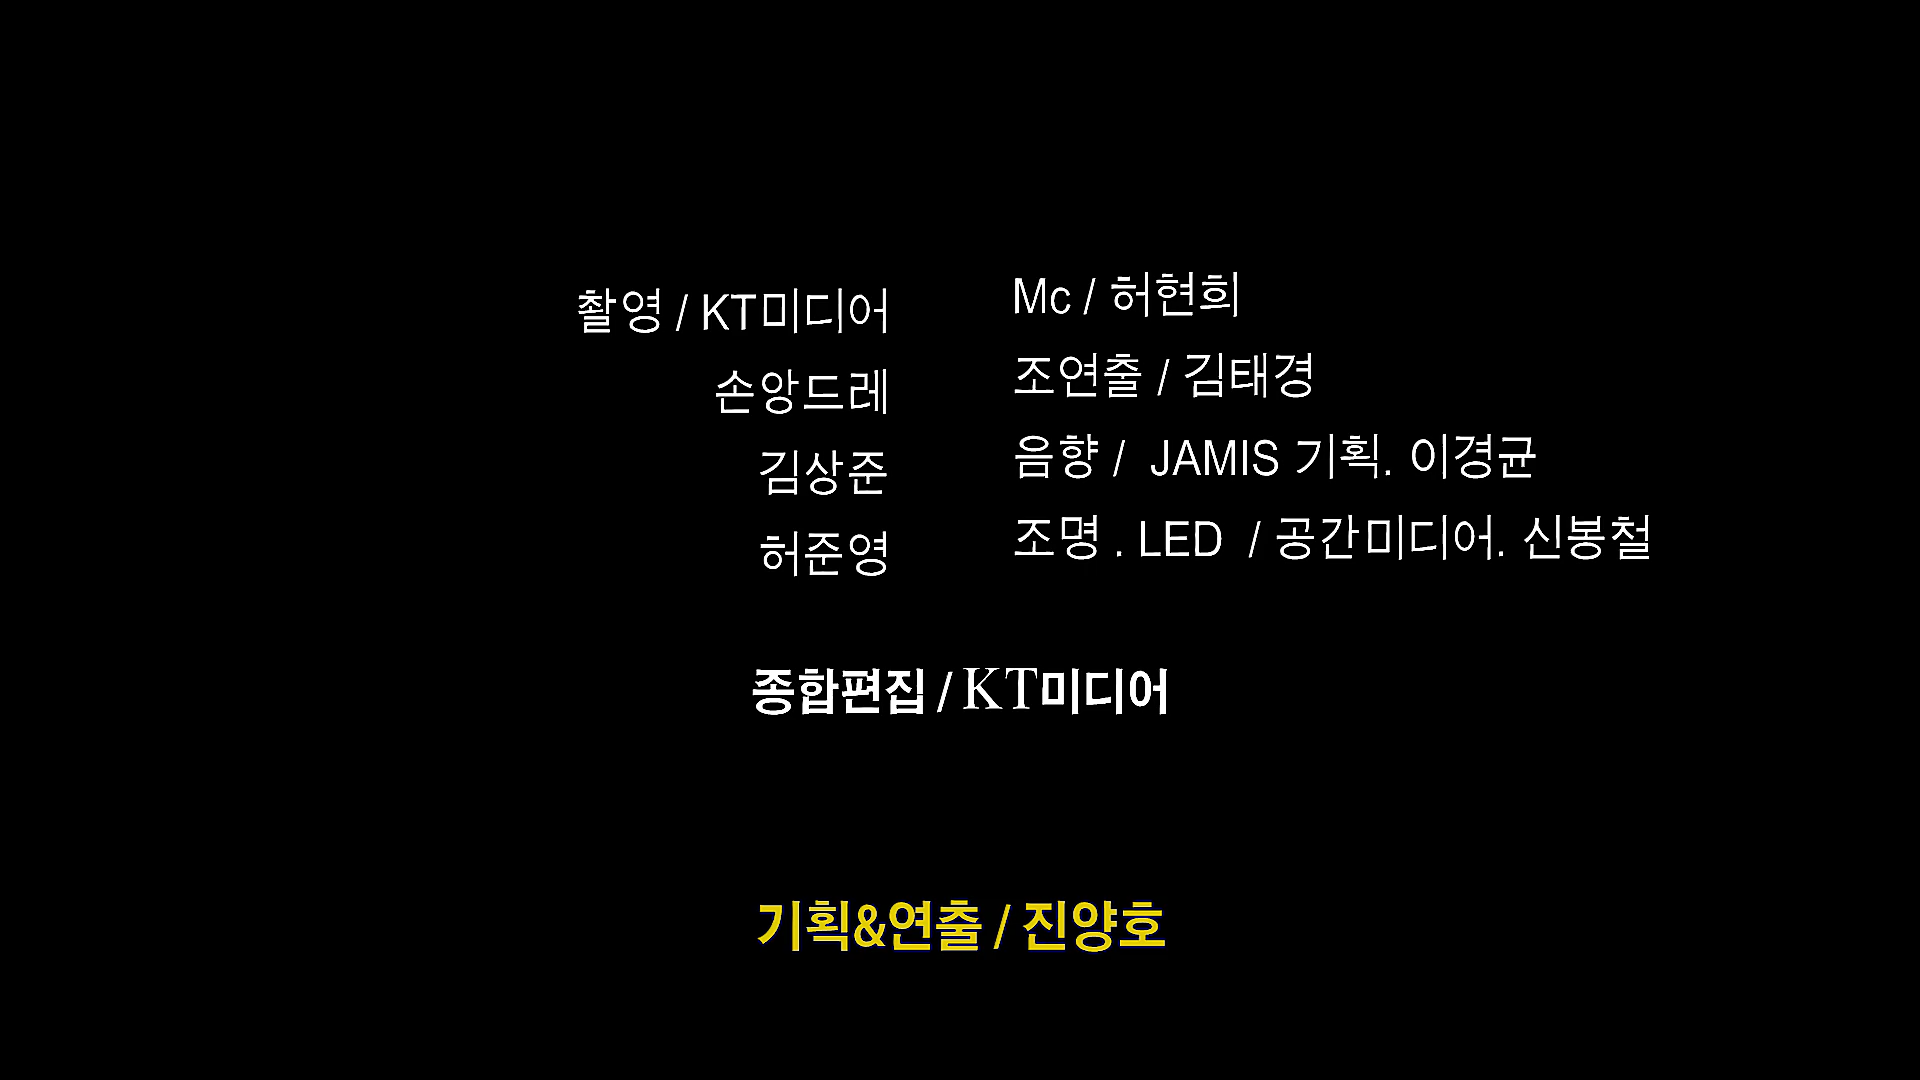 촬영 / KT미디어
손앙드레
김상준
허준영
Mc / 허현희
조연출 / 김태경
음향 / JAMIS 기획. 이경균
조명 . LED / 공간미디어. 신봉철
종합편집 / KT미디어
기획&연출 / 진양호